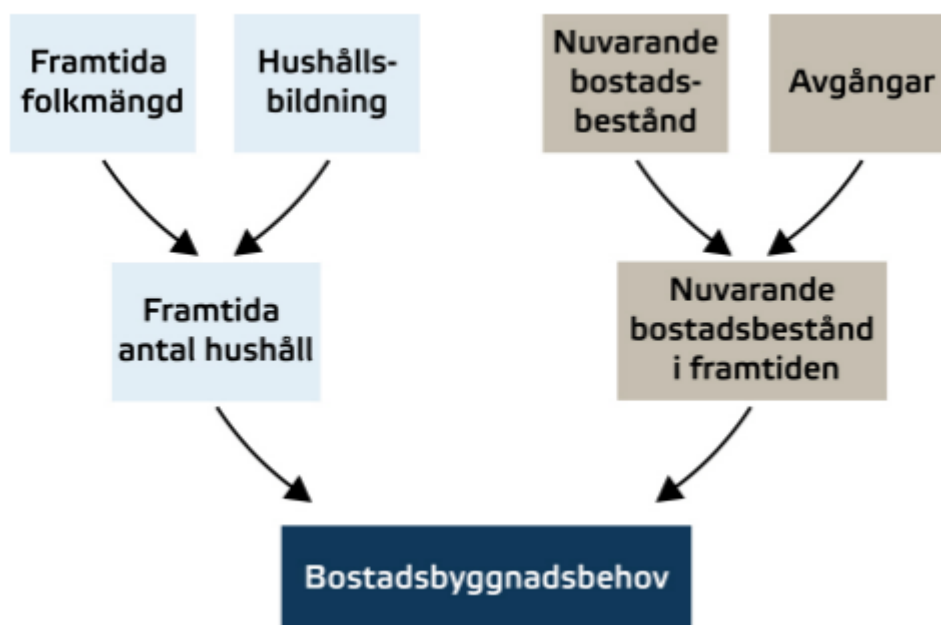 Framtida
folkmängd
Hushålls-
bildning
Nuvarande
bostads-
bestånd
Avgångar
Framtida
antal hushåll
Nuvarande
bostadsbestånd
i framtiden
Bostadsbyggnadsbehov